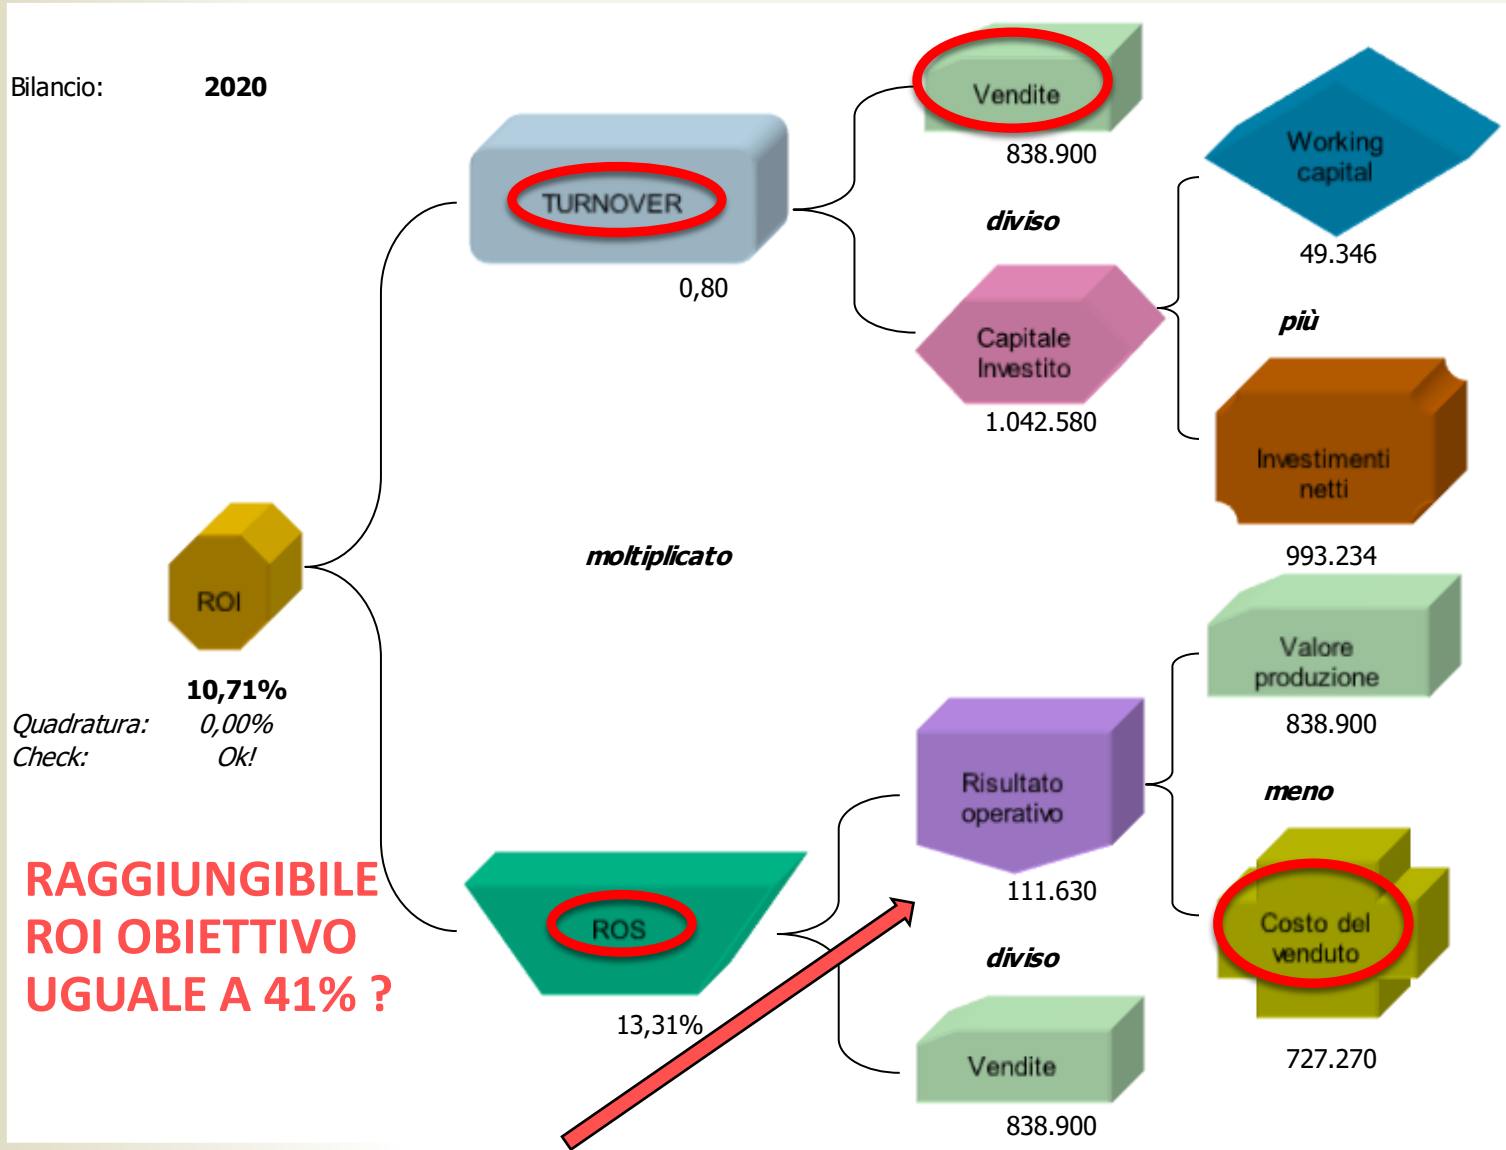 Bilancio: 2020
TURNOVER
0,80
Vendite
838.900
diviso
Capitale
Investito
1.042.580
Working
capital
49.346
più
Investimenti
netti
993.234
moltiplicato
ROI
10,71%
Quadratura: 0,00%
Check: Ok!
RAGGIUNGIBILE
ROI OBIETTIVO
UGUALE A 41% ?
ROS
13,31%
Risultato
operativo
111.630
diviso
Vendite
838.900
Valore
produzione
838.900
meno
Costo del
venduto
727.270